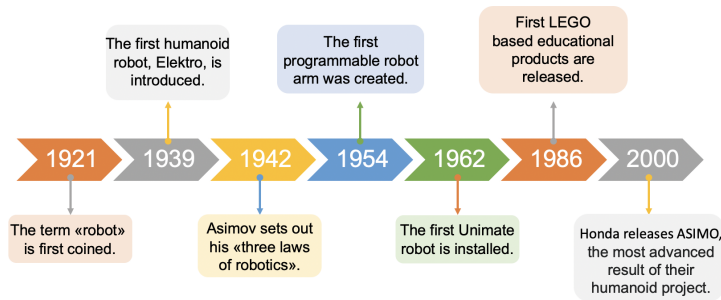 The first humanoid
robot, Elektro, is
introduced.
The first
programmable robot
arm was created.
First LEGO
based educational
products are
released.
1921
1939
1942
1954
1962
1986
2000
The term «robot»
is first coined.
Asimov sets out
his «three laws
of robotics».
The first Unimate
robot is installed.
Honda releases ASIMO,
the most advanced
result of their
humanoid project.